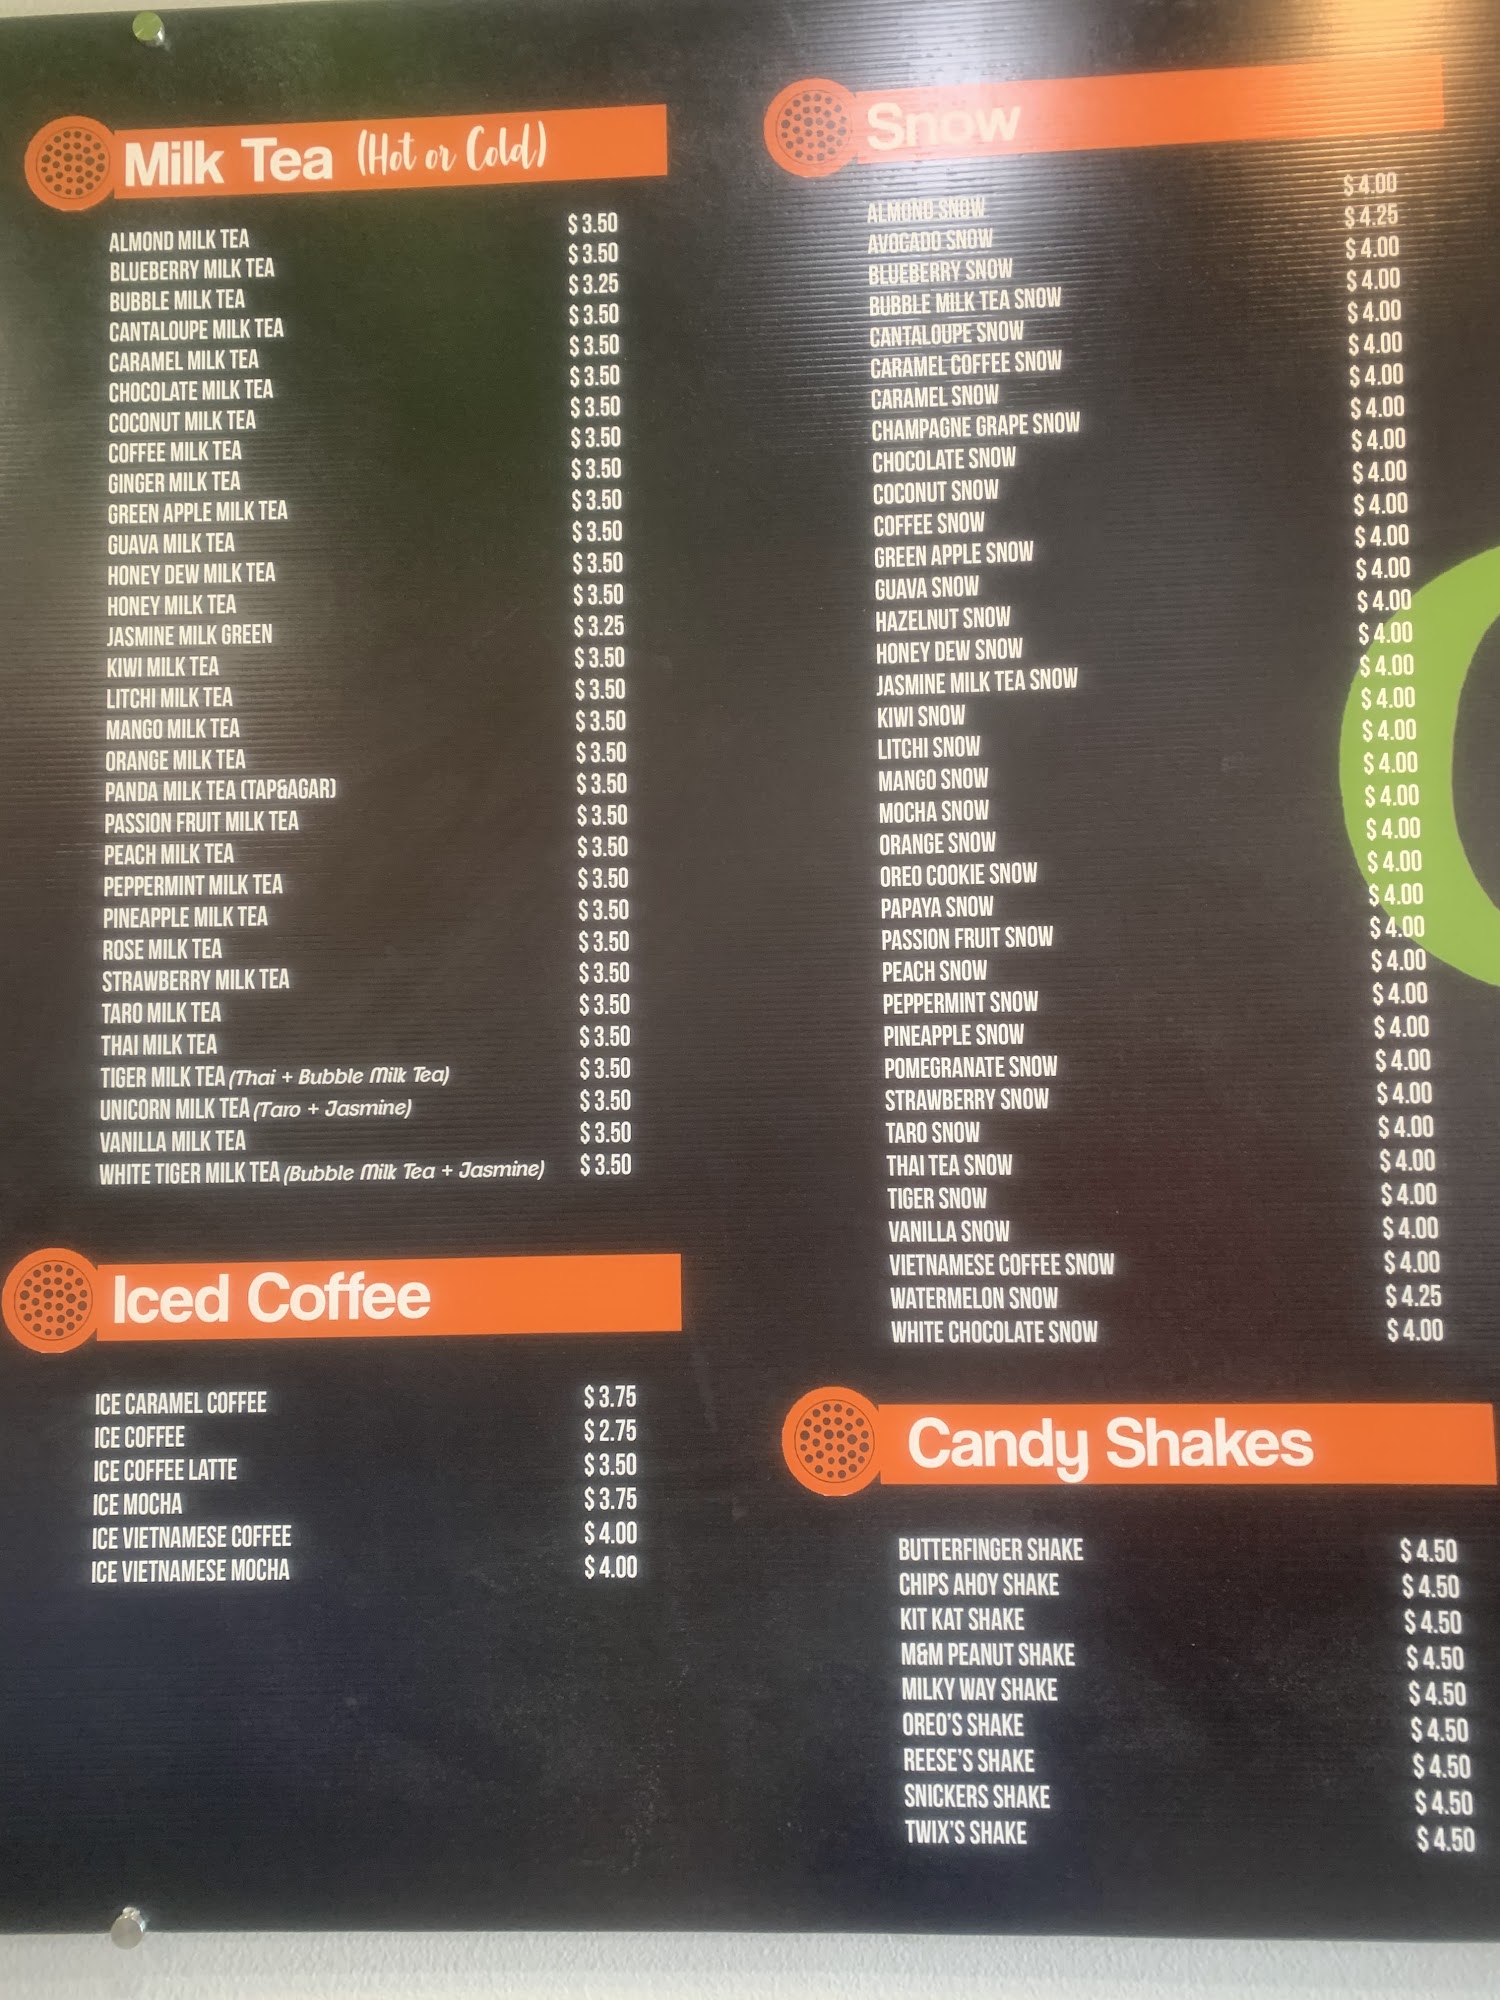 Milk Tea (Hot or Cold)
ALMOND MILK TEA $3.50
BLUEBERRY MILK TEA $3.50
BUBBLE MILK TEA $3.25
CANTALOUPE MILK TEA $3.50
CARAMEL MILK TEA $3.50
CHOCOLATE MILK TEA $3.50
COCONUT MILK TEA $3.50
COFFEE MILK TEA $3.50
GINGER MILK TEA $3.50
GREEN APPLE MILK TEA $3.50
GUAVA MILK TEA $3.50
HONEY DEW MILK TEA $3.50
HONEY MILK TEA $3.50
JASMINE MILK GREEN $3.25
KIWI MILK TEA $3.50
LITCHI MILK TEA $3.50
MANGO MILK TEA $3.50
ORANGE MILK TEA $3.50
PANDA MILK TEA (TAP&AGAR) $3.50
PASSION FRUIT MILK TEA $3.50
PEACH MILK TEA $3.50
PEPPERMINT MILK TEA $3.50
PINEAPPLE MILK TEA $3.50
ROSE MILK TEA $3.50
STRAWBERRY MILK TEA $3.50
TARO MILK TEA $3.50
THAI MILK TEA $3.50
TIGER MILK TEA (Thai + Bubble Milk Tea) $3.50
UNICORN MILK TEA (Taro + Jasmine) $3.50
VANILLA MILK TEA $3.50
WHITE TIGER MILK TEA (Bubble Milk Tea + Jasmine) $3.50
Iced Coffee
ICE CARAMEL COFFEE $3.75
ICE COFFEE $2.75
ICE COFFEE LATTE $3.50
ICE MOCHA $3.75
ICE VIETNAMESE COFFEE $4.00
ICE VIETNAMESE MOCHA $4.00
Snow
ALMOND SNOW $4.00
AVOCADO SNOW $4.25
BLUEBERRY SNOW $4.00
BUBBLE MILK TEA SNOW $4.00
CANTALOUPE SNOW $4.00
CARAMEL COFFEE SNOW $4.00
CARAMEL SNOW $4.00
CHAMPAGNE GRAPE SNOW $4.00
CHOCOLATE SNOW $4.00
COCONUT SNOW $4.00
COFFEE SNOW $4.00
GREEN APPLE SNOW $4.00
GUAVA SNOW $4.00
HAZELNUT SNOW $4.00
HONEY DEW SNOW $4.00
JASMINE MILK TEA SNOW $4.00
KIWI SNOW $4.00
LITCHI SNOW $4.00
MANGO SNOW $4.00
MOCHA SNOW $4.00
ORANGE SNOW $4.00
OREO COOKIE SNOW $4.00
PAPAYA SNOW $4.00
PASSION FRUIT SNOW $4.00
PEACH SNOW $4.00
PEPPERMINT SNOW $4.00
PINEAPPLE SNOW $4.00
POMEGRANATE SNOW $4.00
STRAWBERRY SNOW $4.00
TARO SNOW $4.00
THAI TEA SNOW $4.00
TIGER SNOW $4.00
VANILLA SNOW $4.00
VIETNAMESE COFFEE SNOW $4.00
WATERMELON SNOW $4.25
WHITE CHOCOLATE SNOW $4.00
Candy Shakes
BUTTERFINGER SHAKE $4.50
CHIPS AHOY SHAKE $4.50
KIT KAT SHAKE $4.50
M&M PEANUT SHAKE $4.50
MILKY WAY SHAKE $4.50
OREO'S SHAKE $4.50
REESE'S SHAKE $4.50
SNICKERS SHAKE $4.50
TWIX'S SHAKE $4.50